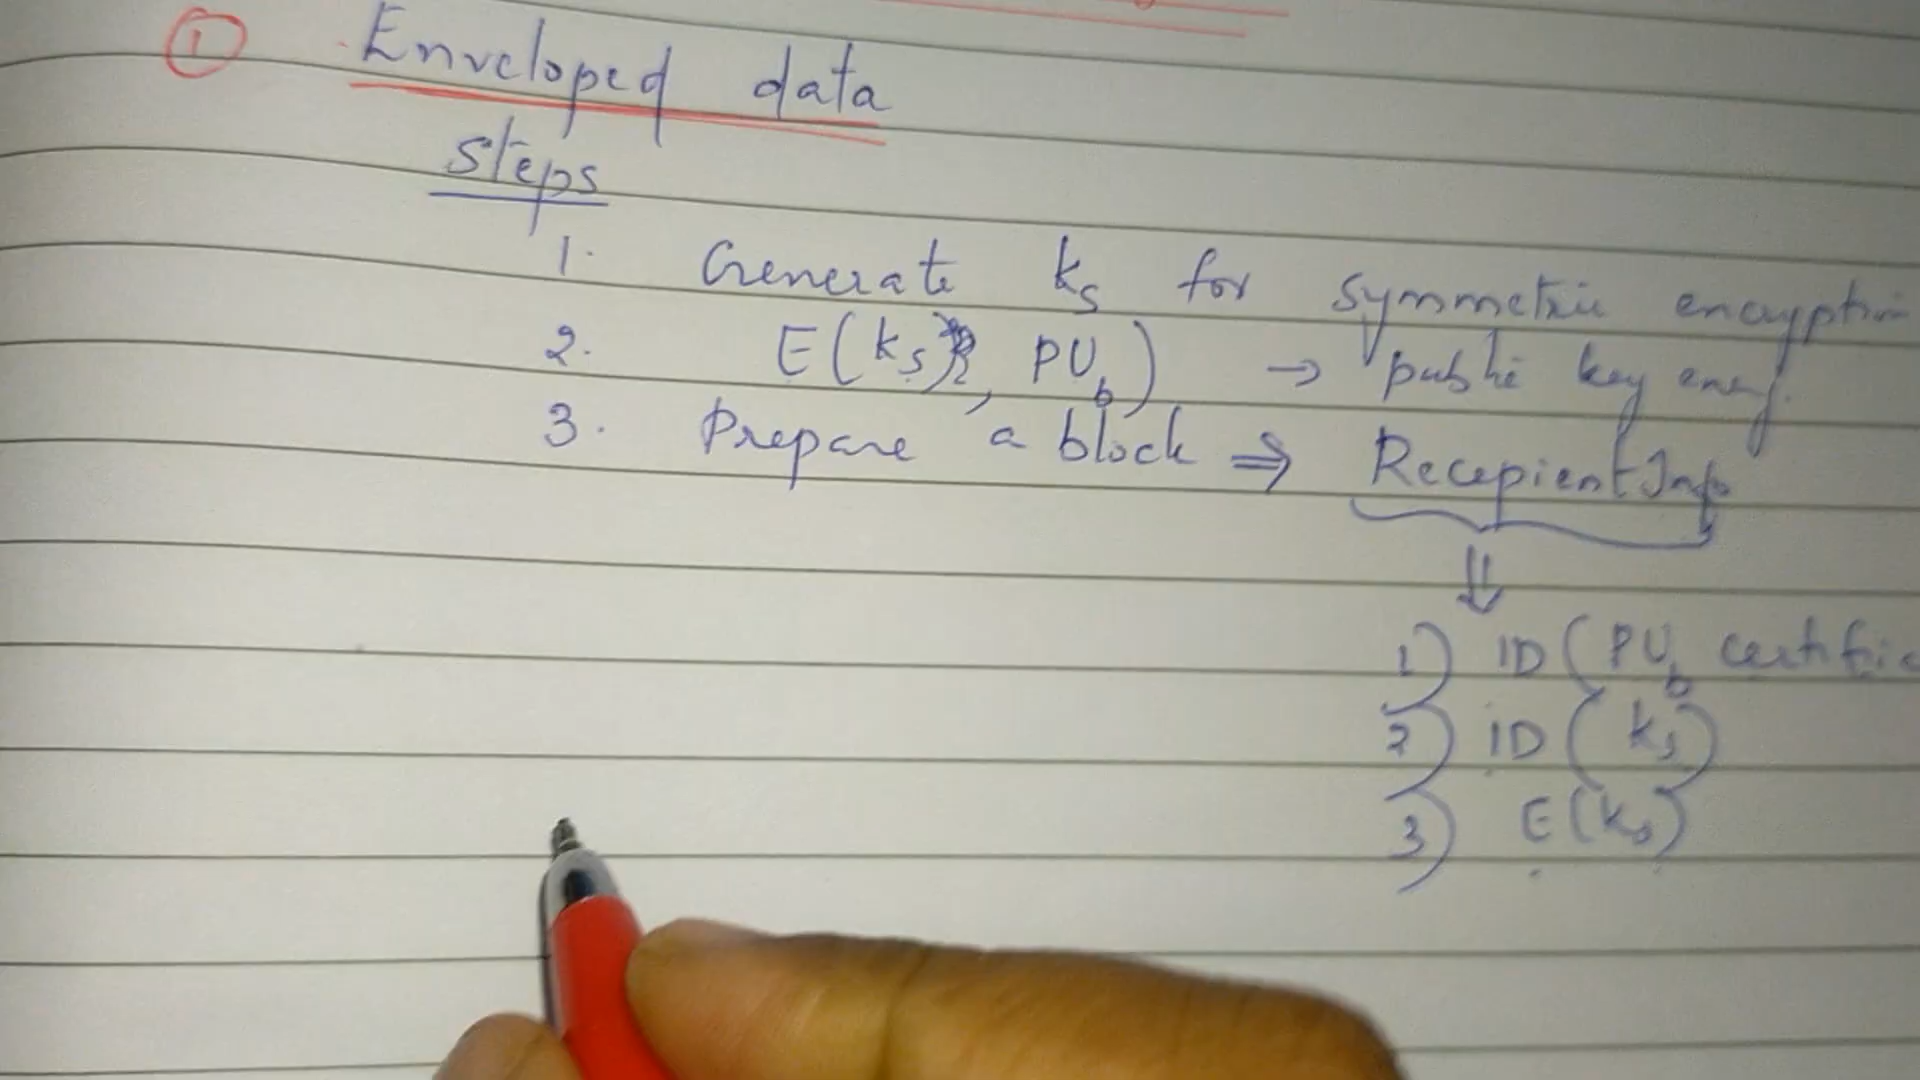 ① Enveloped data
Steps
1. Generate ks for symmetric encryption
2. E(ks, PUb) → public key ency.
3. Prepare a block ⇒ RecepientInfo
⇓
1) ID (PUb certific
2) ID (ks)
3) E(ks)